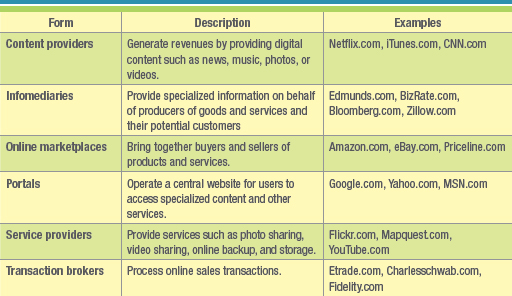 Form Description Examples
Content providers Generate revenues by providing digital Netflix.com, iTunes.com, CNN.com
content such as news, music, photos, or
videos.
Infomediaries Provide specialized information on behalf Edmunds.com, BizRate.com,
of producers of goods and services and Bloomberg.com, Zillow.com
their potential customers
Online marketplaces Bring together buyers and sellers of Amazon.com, eBay.com, Priceline.com
products and services.
Portals Operate a central website for users to Google.com, Yahoo.com, MSN.com
access specialized content and other
services.
Service providers Provide services such as photo sharing, Flickr.com, Mapquest.com,
video sharing, online backup, and storage. YouTube.com
Transaction brokers Process online sales transactions. Etrade.com, Charlesschwab.com,
Fidelity.com